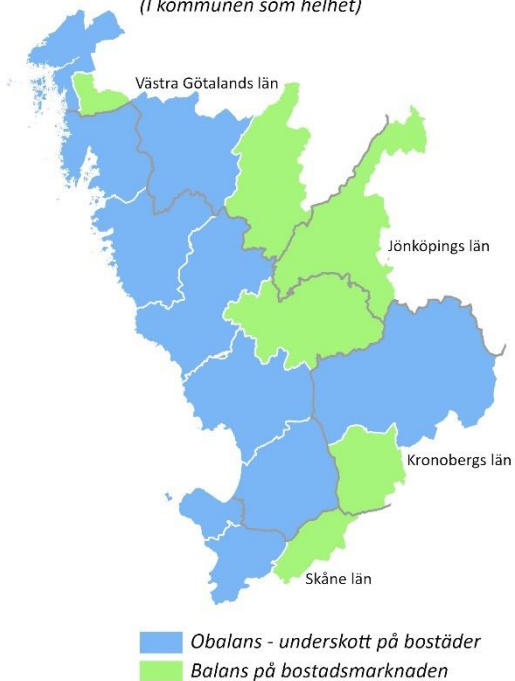 (I kommunen som helhet)
Västra Götalands län
Jönköpings län
Kronobergs län
Skåne län
Obalans - underskott på bostäder
Balans på bostadsmarknaden